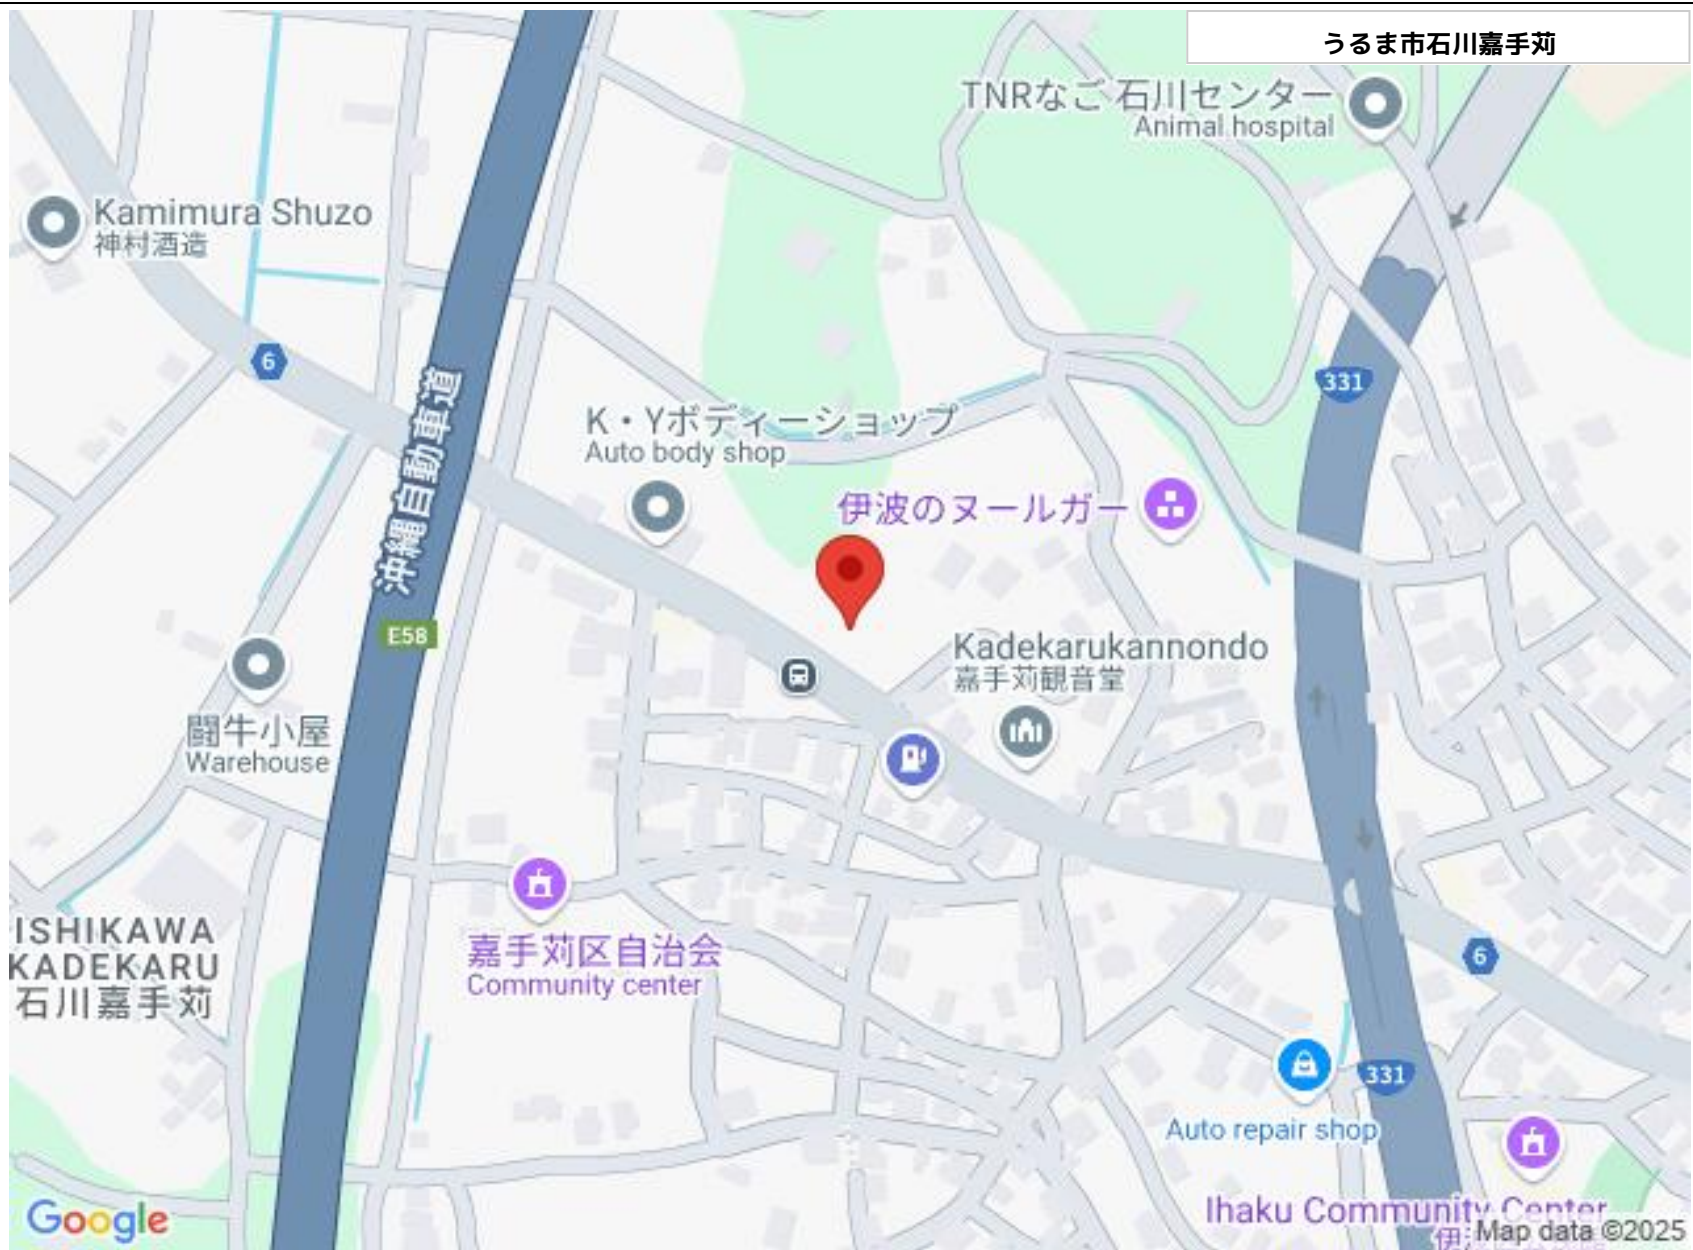 うるま市石川嘉手苅
TNRなご 石川センター
Animal hospital
Kamimura Shuzo
神村酒造
6
331
沖縄自動車道
K・Yボディーショップ
Auto body shop
伊波のヌールガー
E58
Kadekarukannondo
嘉手苅観音堂
闘牛小屋
Warehouse
嘉手苅区自治会
Community center
ISHIKAWA
KADEKARU
石川嘉手苅
6
331
Auto repair shop
Ihaku Community Center
Google
Map data ©2025